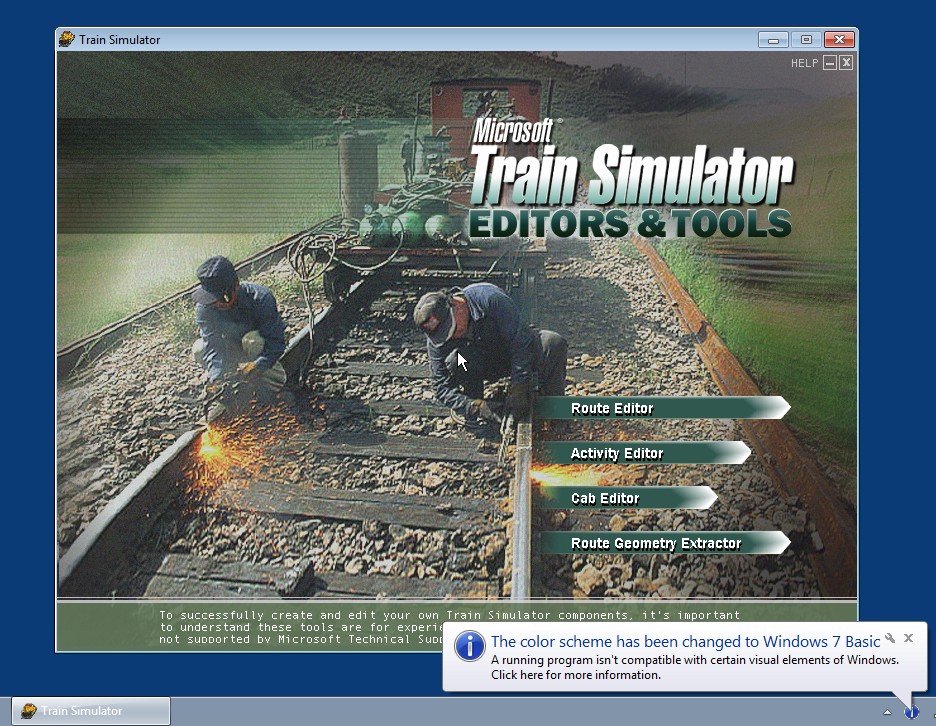 Train Simulator
HELP
Microsoft®
Train Simulator
EDITORS & TOOLS
Route Editor
Activity Editor
Cab Editor
Route Geometry Extractor
To successfully create and edit your own Train Simulator components, it's important
to understand these tools are for experie
not supported by Microsoft Technical Supp
The color scheme has been changed to Windows 7 Basic
A running program isn't compatible with certain visual elements of Windows.
Click here for more information.
Train Simulator